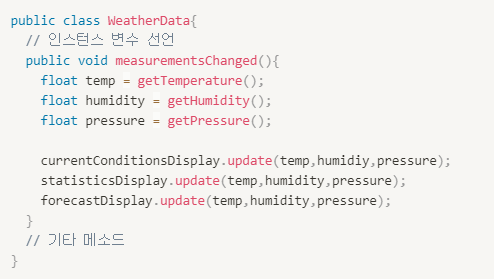 public class WeatherData{
// 인스턴스 변수 선언
public void measurementsChanged(){
float temp = getTemperature();
float humidity = getHumidity();
float pressure = getPressure();
currentConditionsDisplay.update(temp,humidiy,pressure);
statisticsDisplay.update(temp,humidity,pressure);
forecastDisplay.update(temp,humidity,pressure);
}
// 기타 메소드
}